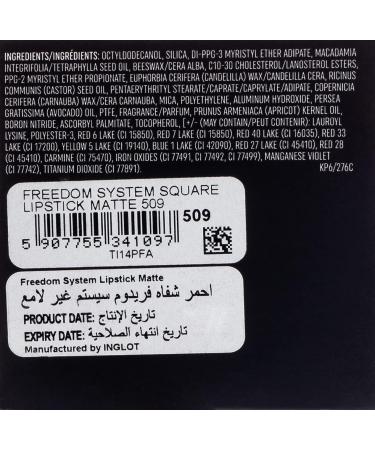 INGREDIENTS/INGRÉDIENTS: OCTYLDODECANOL, SILICA, DI-PPG-3 MYRISTYL ETHER ADIPATE, MACADAMIA
INTEGRIFOLIA/TETRAPHYLLA SEED OIL, BEESWAX/CERA ALBA, C10-30 CHOLESTEROL/LANOSTEROL ESTERS,
PPG-2 MYRISTYL ETHER PROPIONATE, EUPHORBIA CERIFERA (CANDELILLA) WAX/CANDELILLA CERA, RICINUS
COMMUNIS (CASTOR) SEED OIL, PENTAERYTHRITYL STEARATE/CAPRATE/CAPRYLATE/ADIPATE, COPERNICIA
CERIFERA (CARNAUBA) WAX/CERA CARNAUBA, MICA, POLYETHYLENE, ALUMINUM HYDROXIDE, PERSEA
GRATISSIMA (AVOCADO) OIL, PTFE, FRAGRANCE/PARFUM, PRUNUS ARMENIACA (APRICOT) KERNEL OIL,
BORON NITRIDE, ASCORBYL PALMITATE, TOCOPHEROL, [+/- (MAY CONTAIN/PEUT CONTENIR): LAUROYL
LYSINE, POLYESTER-3, RED 6 LAKE (CI 15850), RED 7 LAKE (CI 15850), RED 40 LAKE (CI 16035), RED 33
LAKE (CI 17200), YELLOW 5 LAKE (CI 19140), BLUE 1 LAKE (CI 42090), RED 27 LAKE (CI 45410), RED 28
(CI 45410), CARMINE (CI 75470), IRON OXIDES (CI 77491, CI 77492, CI 77499), MANGANESE VIOLET
(CI 77742), TITANIUM DIOXIDE (CI 77891).
KP6/276C
FREEDOM SYSTEM SQUARE
LIPSTICK MATTE 509
509
5 907755 341097
TI14PFA
Freedom System Lipstick Matte
احمر شفاه فريدوم سيستم غير لامع
PRODUCT DATE: تاريخ الإنتاج
EXPIRY DATE: تاريخ انتهاء الصلاحية
Manufactured by INGLOT